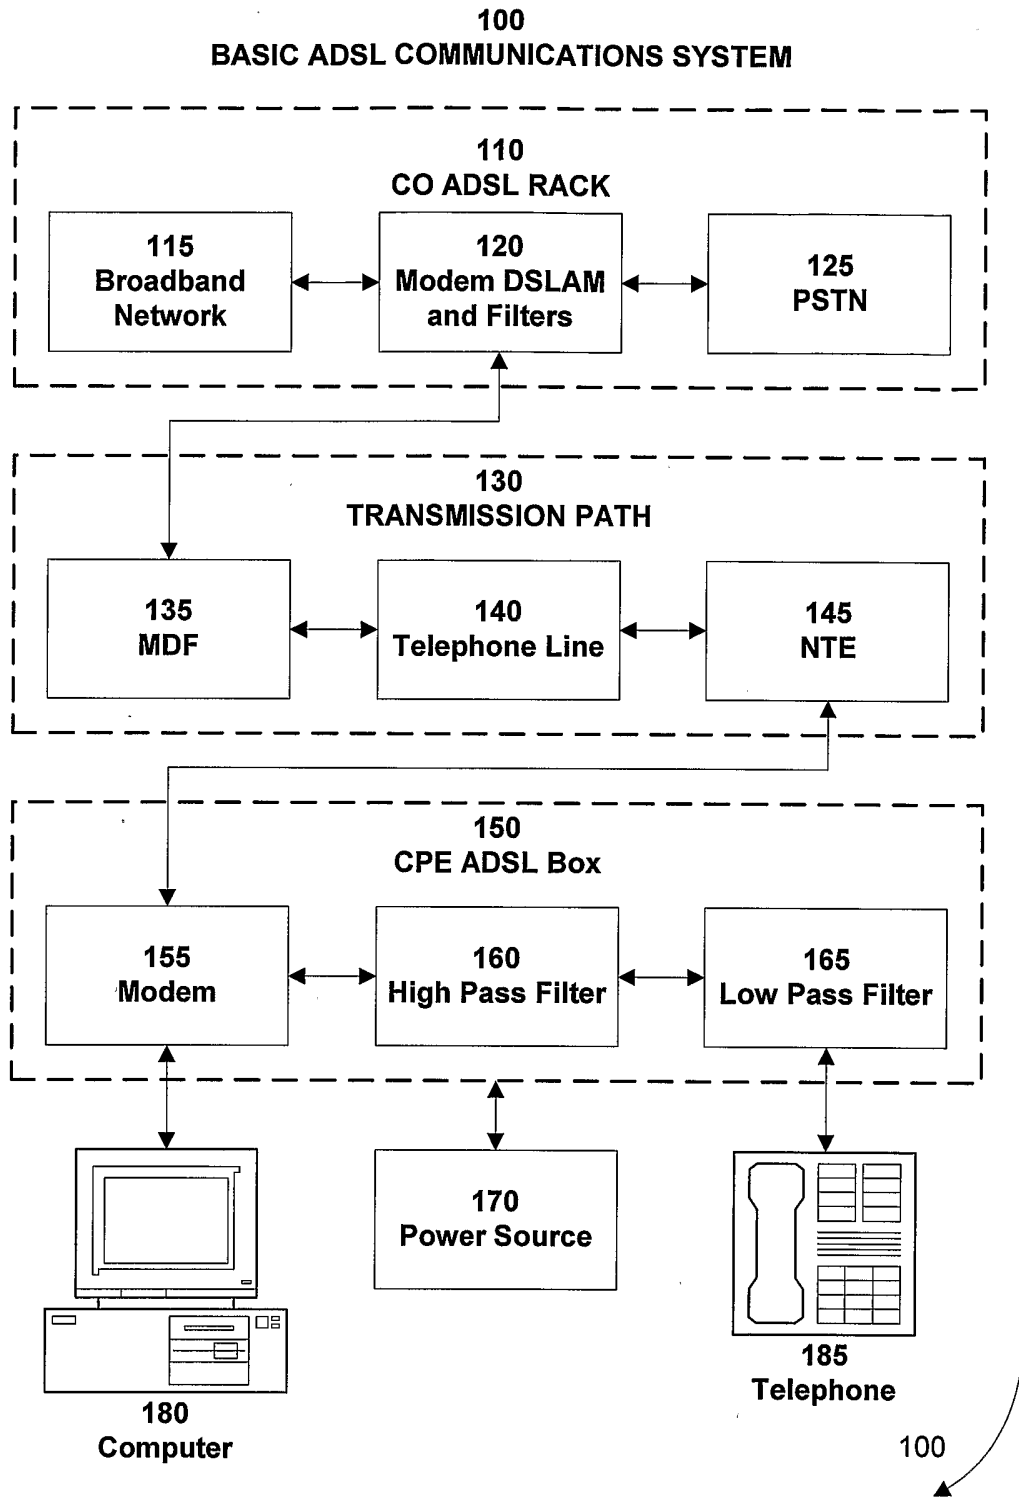 100
BASIC ADSL COMMUNICATIONS SYSTEM
110
CO ADSL RACK
115
Broadband
Network
120
Modem DSLAM
and Filters
125
PSTN
130
TRANSMISSION PATH
135
MDF
140
Telephone Line
145
NTE
150
CPE ADSL Box
155
Modem
160
High Pass Filter
165
Low Pass Filter
170
Power Source
180
Computer
185
Telephone
100